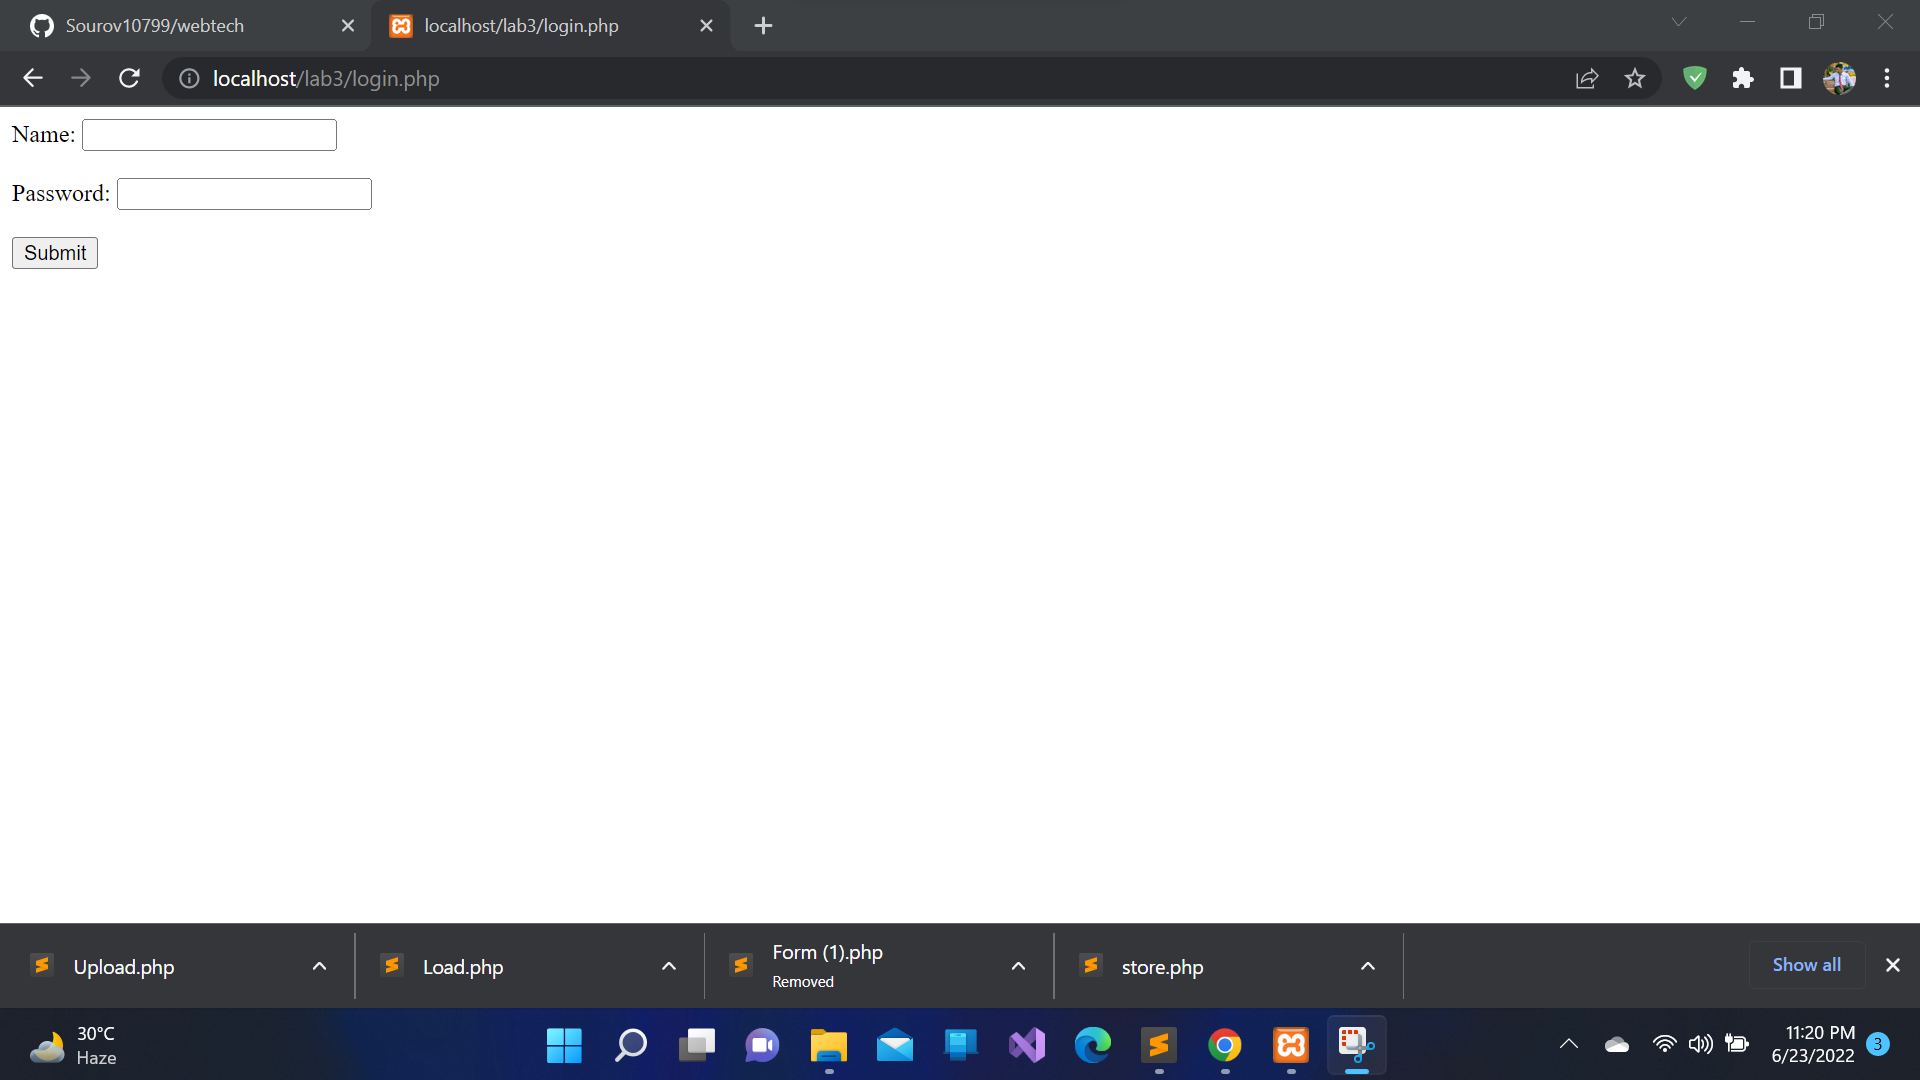 Sourov10799/webtech
localhost/lab3/login.php
localhost/lab3/login.php
Name:
Password:
Submit
Upload.php
Load.php
Form (1).php
Removed
store.php
Show all
30°C
Haze
11:20 PM
6/23/2022
3